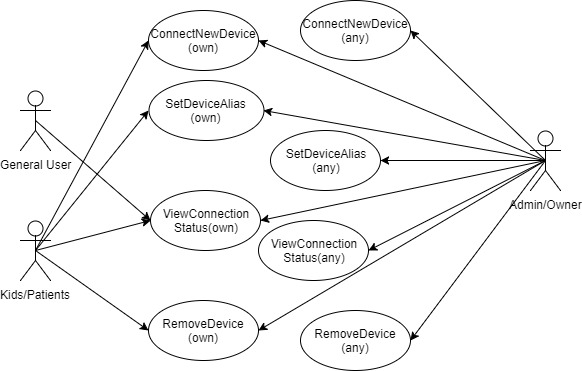 ConnectNewDevice
(own)
ConnectNewDevice
(any)
SetDeviceAlias
(own)
General User
SetDeviceAlias
(any)
Admin/Owner
ViewConnection
Status(own)
ViewConnection
Status(any)
Kids/Patients
RemoveDevice
(own)
RemoveDevice
(any)